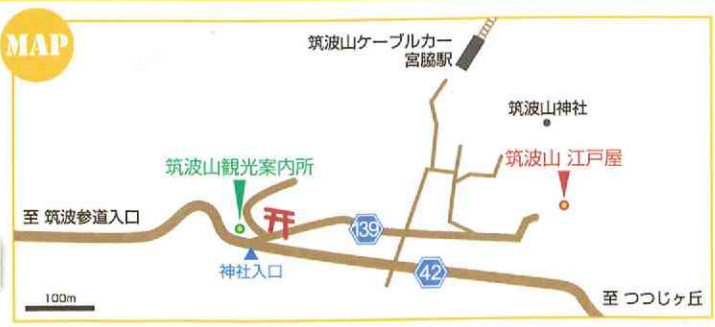 MAP
筑波山ケーブルカー
宮脇駅
筑波山神社
筑波山観光案内所
筑波山 江戸屋
至 筑波参道入口
139
神社入口
42
100m
至 つつじヶ丘